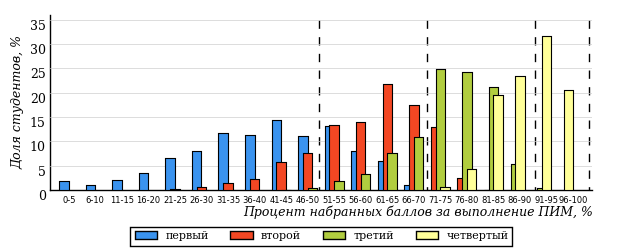 Доля студентов, %
35
30
25
20
15
10
5
0
0-5 6-10 11-15 16-20 21-25 26-30 31-35 36-40 41-45 46-50 51-55 56-60 61-65 66-70 71-75 76-80 81-85 86-90 91-95 96-100
Процент набранных баллов за выполнение ПИМ, %
первый второй третий четвертый